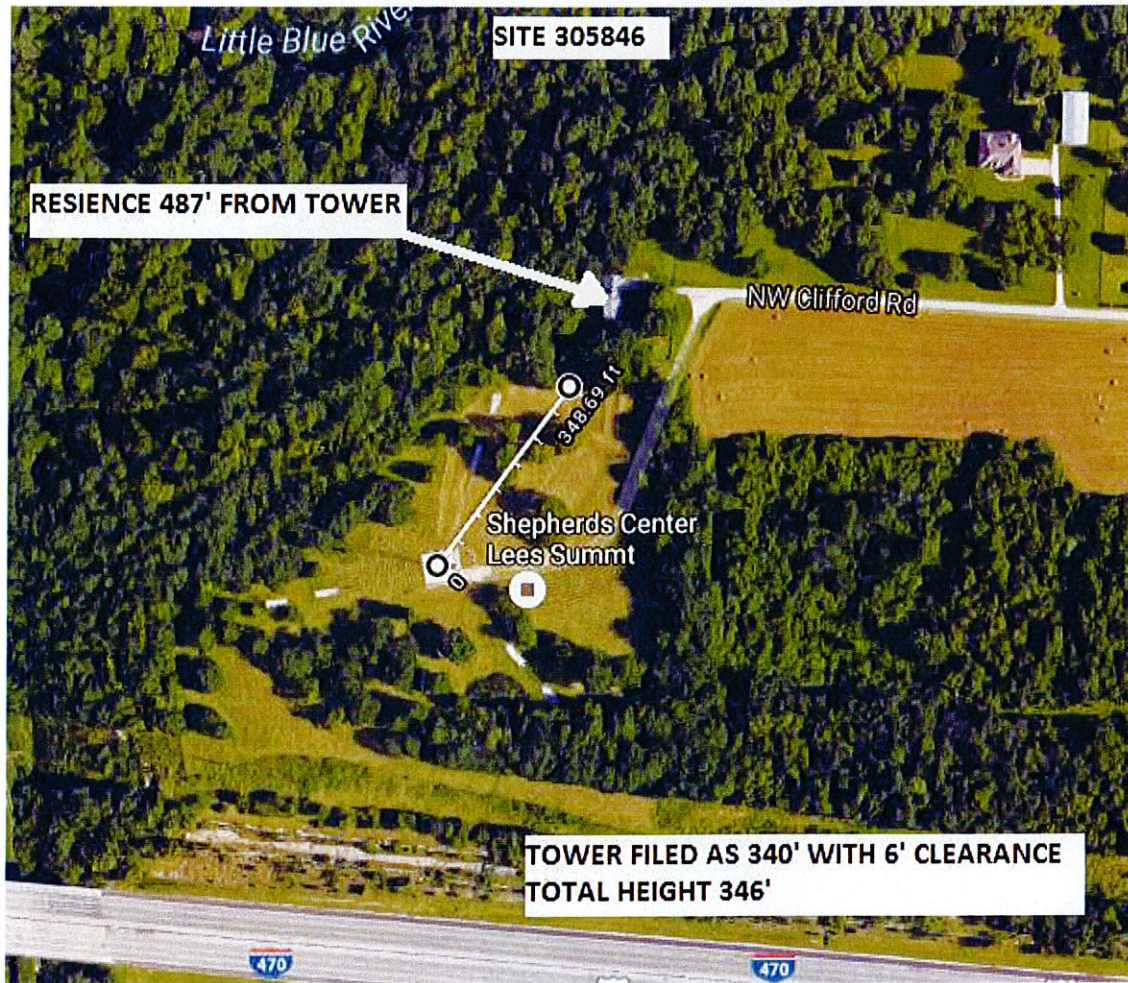 Little Blue River
SITE 305846
RESIENCE 487' FROM TOWER
NW Clifford Rd
348.69 ft
Shepherds Center
Lees Summt
0
TOWER FILED AS 340' WITH 6' CLEARANCE
TOTAL HEIGHT 346'
470
470